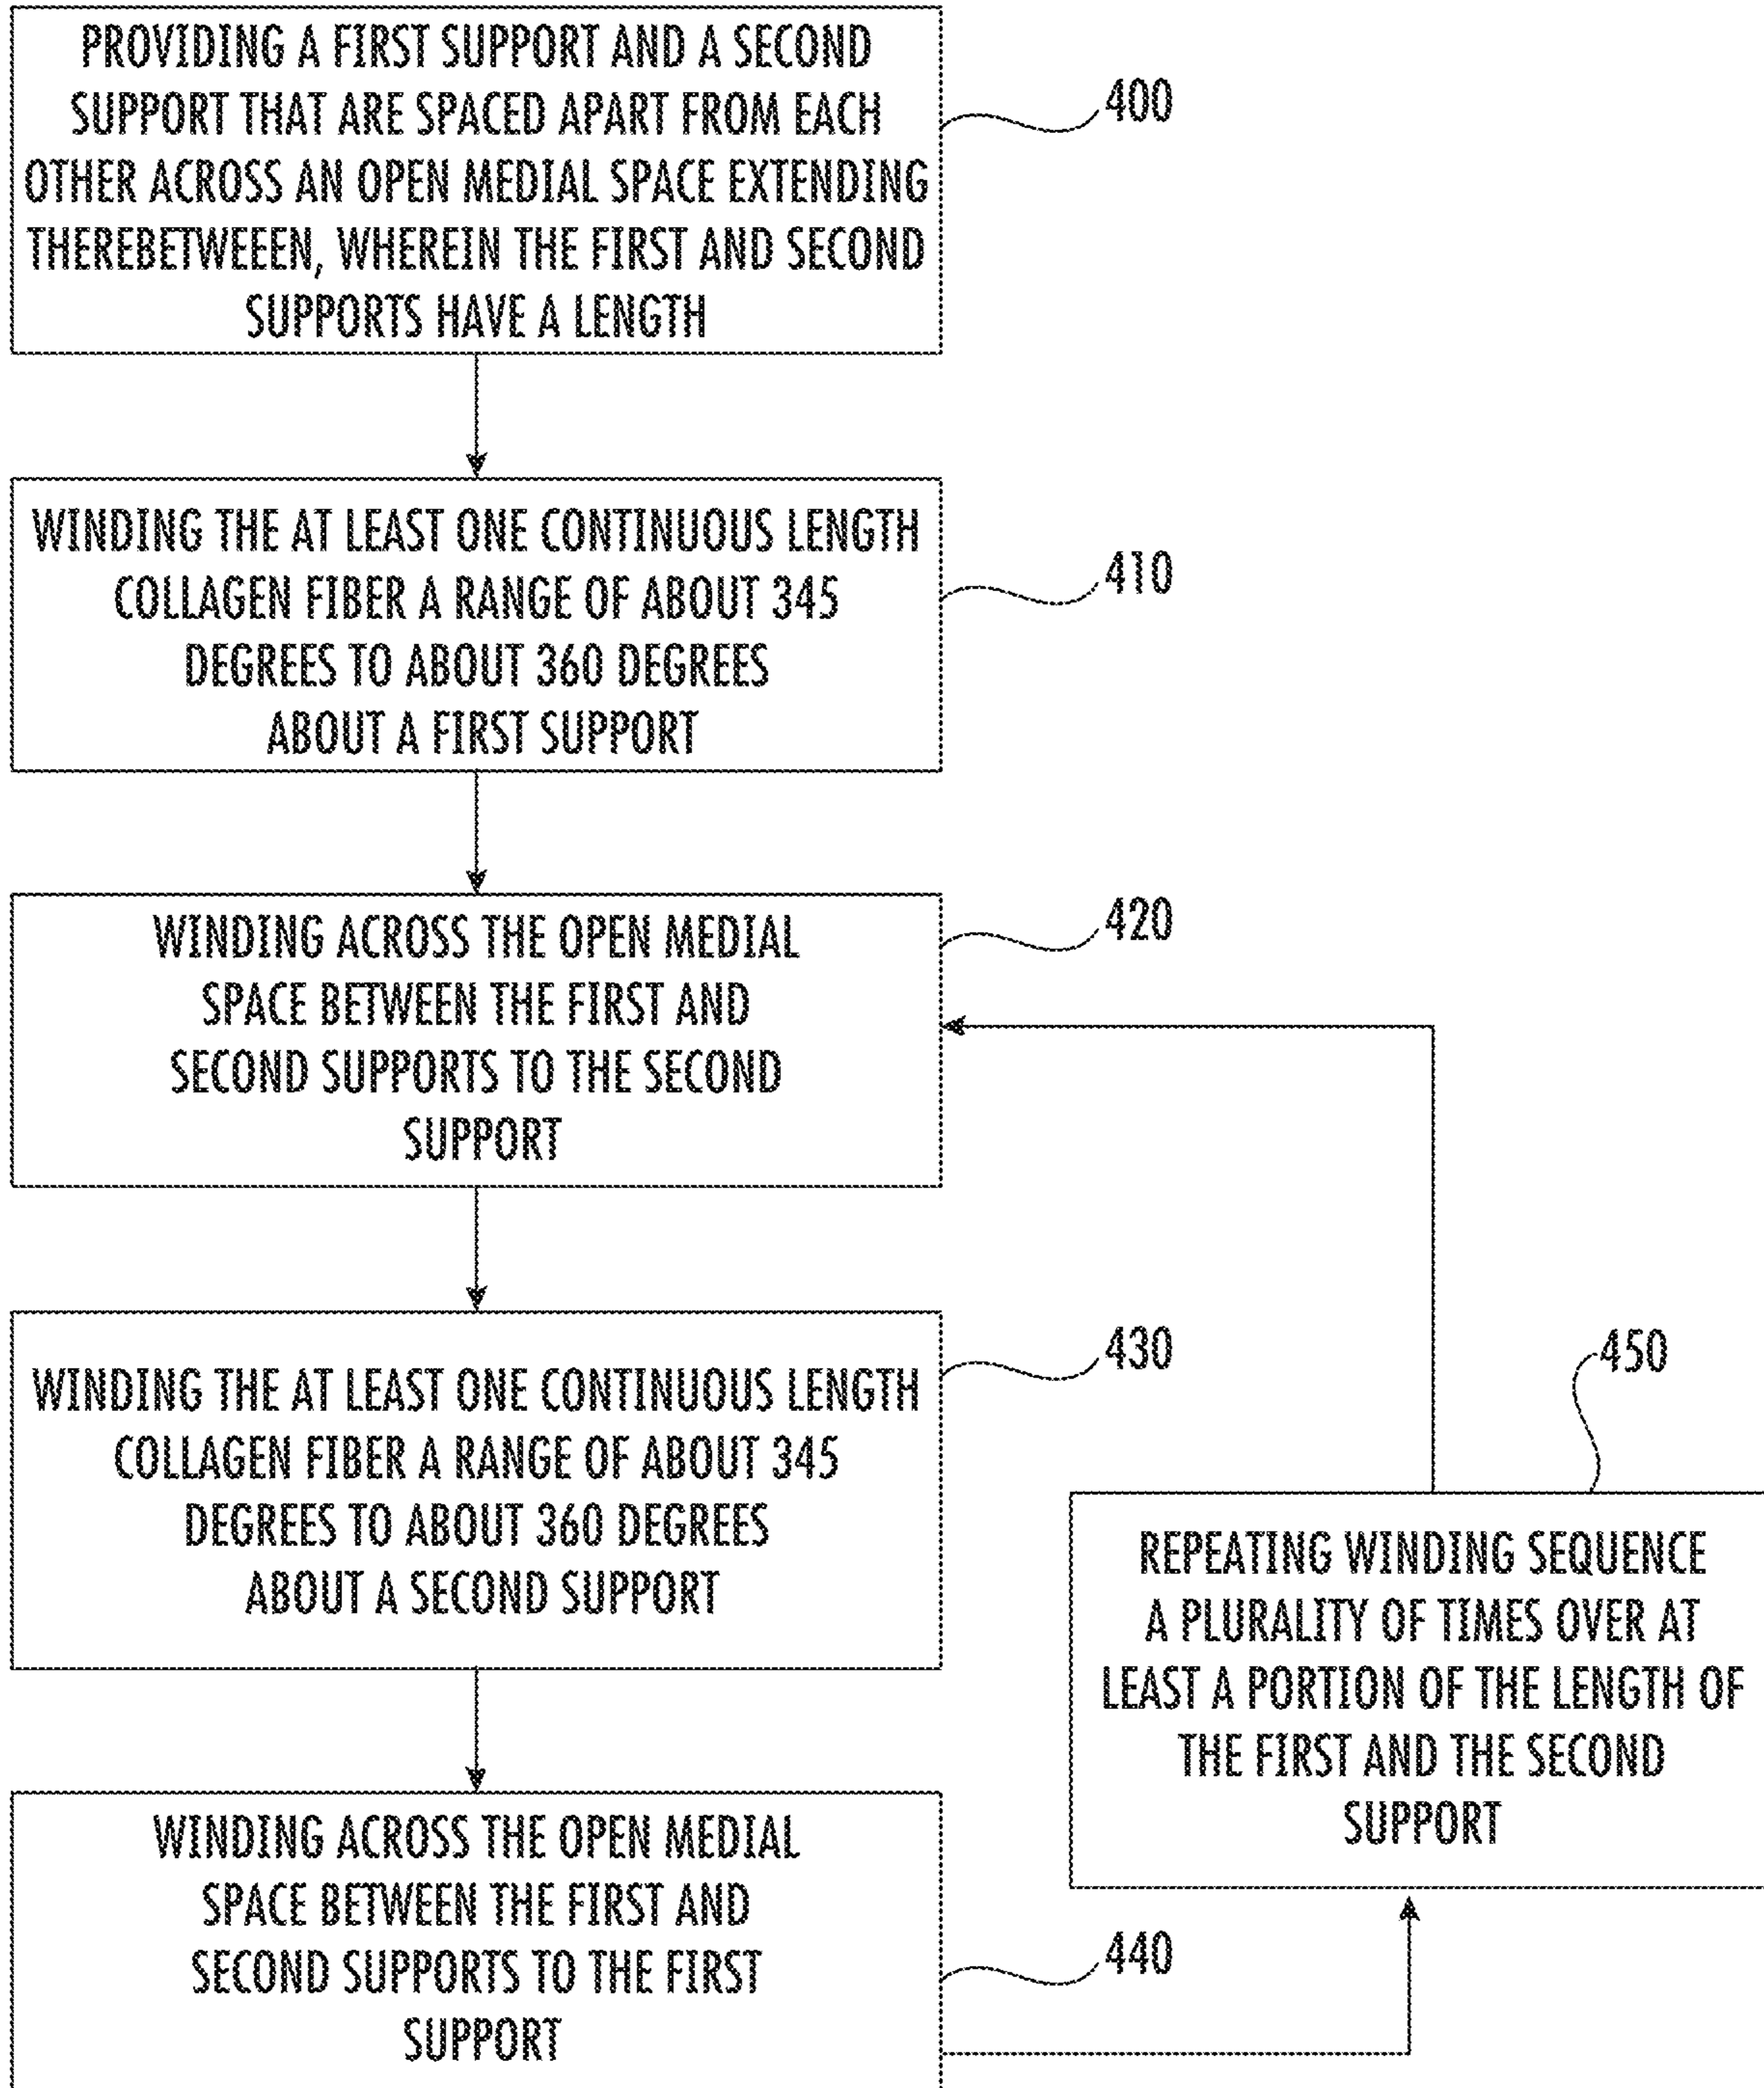 PROVIDING A FIRST SUPPORT AND A SECOND
SUPPORT THAT ARE SPACED APART FROM EACH
OTHER ACROSS AN OPEN MEDIAL SPACE EXTENDING
THEREBETWEEEN, WHEREIN THE FIRST AND SECOND
SUPPORTS HAVE A LENGTH
400
WINDING THE AT LEAST ONE CONTINUOUS LENGTH
COLLAGEN FIBER A RANGE OF ABOUT 345
DEGREES TO ABOUT 360 DEGREES
ABOUT A FIRST SUPPORT
410
WINDING ACROSS THE OPEN MEDIAL
SPACE BETWEEN THE FIRST AND
SECOND SUPPORTS TO THE SECOND
SUPPORT
420
WINDING THE AT LEAST ONE CONTINUOUS LENGTH
COLLAGEN FIBER A RANGE OF ABOUT 345
DEGREES TO ABOUT 360 DEGREES
ABOUT A SECOND SUPPORT
430
WINDING ACROSS THE OPEN MEDIAL
SPACE BETWEEN THE FIRST AND
SECOND SUPPORTS TO THE FIRST
SUPPORT
440
450
REPEATING WINDING SEQUENCE
A PLURALITY OF TIMES OVER AT
LEAST A PORTION OF THE LENGTH OF
THE FIRST AND THE SECOND
SUPPORT